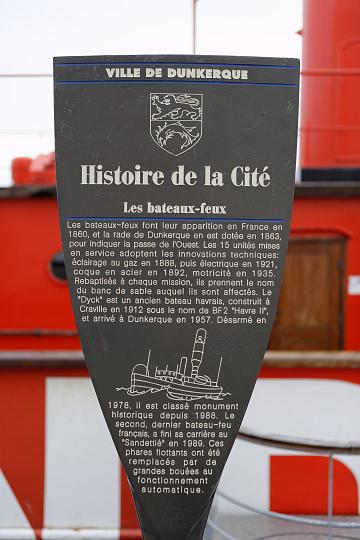 VILLE DE DUNKERQUE
Histoire de la Cité
Les bateaux-feux
Les bateaux-feux font leur apparition en France en
1860, et la rade de Dunkerque en est dotée en 1863,
pour indiquer la passe de l'Ouest. Les 15 unités mises
en service adoptent les innovations techniques:
éclairage au gaz en 1888, puis électrique en 1921,
coque en acier en 1892, motricité en 1935.
Rebaptisés à chaque mission, ils prennent le nom
du banc de sable auquel ils sont affectés. Le
"Dyck" est un ancien bateau havrais, construit à
Graville en 1912 sous le nom de BF2 "Havre II",
et arrivé à Dunkerque en 1957. Désarmé en
1978, il est classé monument
historique depuis 1988. Le
second, dernier bateau-feu
français, a fini sa carrière au
"Sandettié" en 1989. Ces
phares flottants ont été
remplacés par de
grandes bouées au
fonctionnement
automatique.